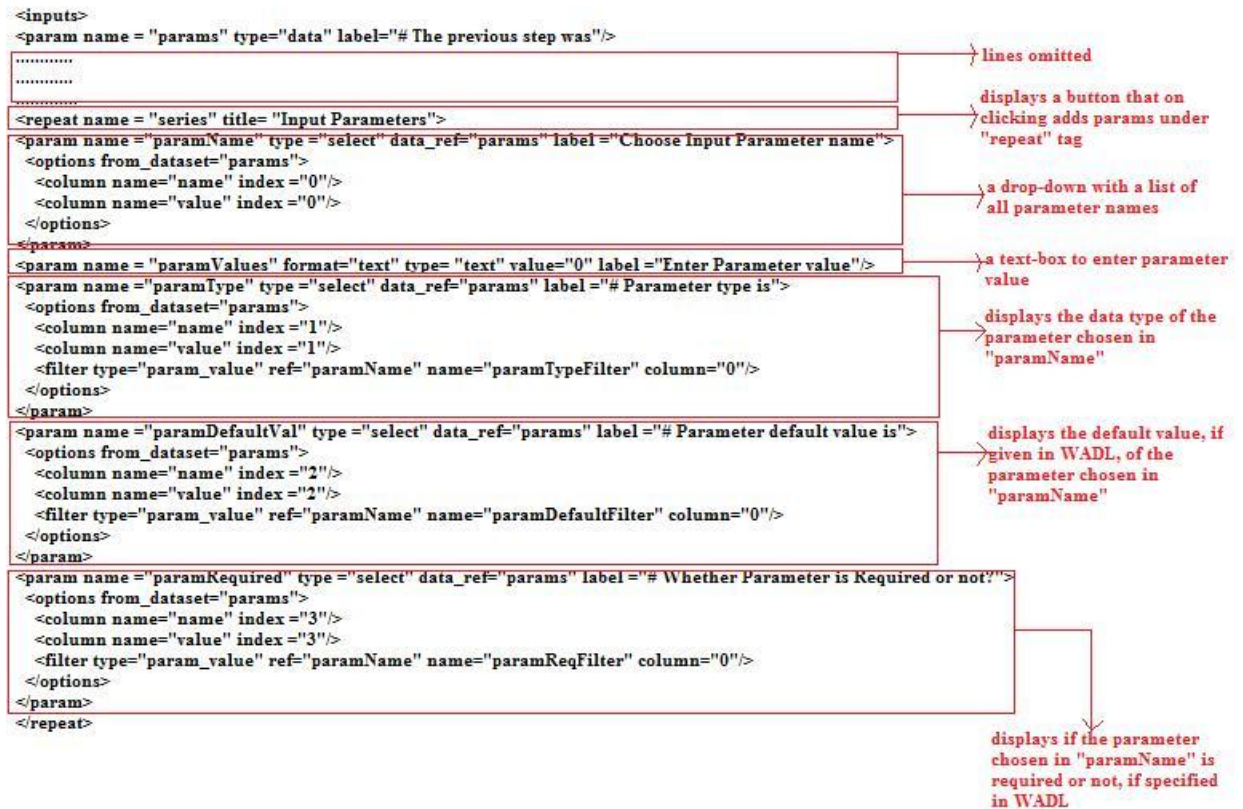 <inputs>
<param name = "params" type="data" label="# The previous step was"/>
............
............
............
lines omitted
<repeat name = "series" title= "Input Parameters">
displays a button that on
clicking adds params under
"repeat" tag
<param name ="paramName" type ="select" data_ref="params" label ="Choose Input Parameter name">
<options from_dataset="params">
<column name="name" index ="0"/>
<column name="value" index ="0"/>
</options>
</param>
a drop-down with a list of
all parameter names
<param name = "paramValues" format="text" type= "text" value="0" label ="Enter Parameter value"/>
a text-box to enter parameter
value
<param name ="paramType" type ="select" data_ref="params" label ="# Parameter type is">
<options from_dataset="params">
<column name="name" index ="1"/>
<column name="value" index ="1"/>
<filter type="param_value" ref="paramName" name="paramTypeFilter" column="0"/>
</options>
</param>
displays the data type of the
parameter chosen in
"paramName"
<param name ="paramDefaultVal" type ="select" data_ref="params" label ="# Parameter default value is">
<options from_dataset="params">
<column name="name" index ="2"/>
<column name="value" index ="2"/>
<filter type="param_value" ref="paramName" name="paramDefaultFilter" column="0"/>
</options>
</param>
displays the default value, if
given in WADL, of the
parameter chosen in
"paramName"
<param name ="paramRequired" type ="select" data_ref="params" label ="# Whether Parameter is Required or not?">
<options from_dataset="params">
<column name="name" index ="3"/>
<column name="value" index ="3"/>
<filter type="param_value" ref="paramName" name="paramReqFilter" column="0"/>
</options>
</param>
</repeat>
displays if the parameter
chosen in "paramName" is
required or not, if specified
in WADL